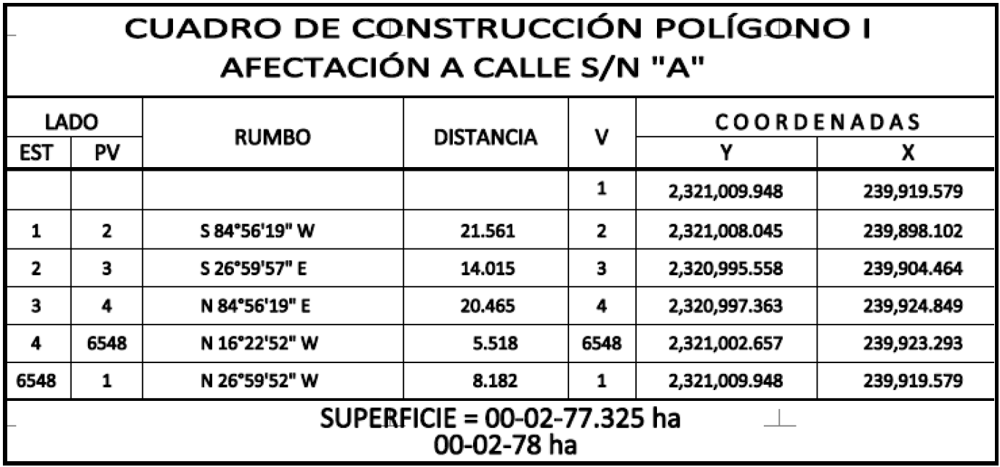 CUADRO DE CONSTRUCCIÓN POLÍGONO I
AFECTACIÓN A CALLE S/N "A"
LADO RUMBO DISTANCIA V COORDENADAS
EST PV Y X
1 2,321,009.948 239,919.579
1 2 S 84°56'19" W 21.561 2 2,321,008.045 239,898.102
2 3 S 26°59'57" E 14.015 3 2,320,995.558 239,904.464
3 4 N 84°56'19" E 20.465 4 2,320,997.363 239,924.849
4 6548 N 16°22'52" W 5.518 6548 2,321,002.657 239,923.293
6548 1 N 26°59'52" W 8.182 1 2,321,009.948 239,919.579
SUPERFICIE = 00-02-77.325 ha
00-02-78 ha